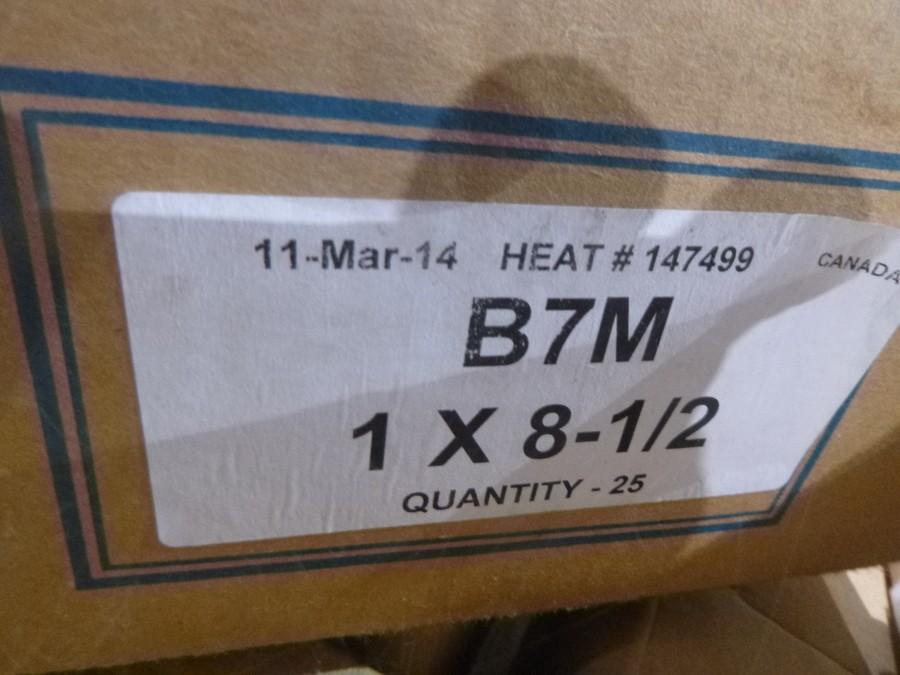 11-Mar-14 HEAT # 147499 CANADA
B7M
1 X 8-1/2
QUANTITY - 25